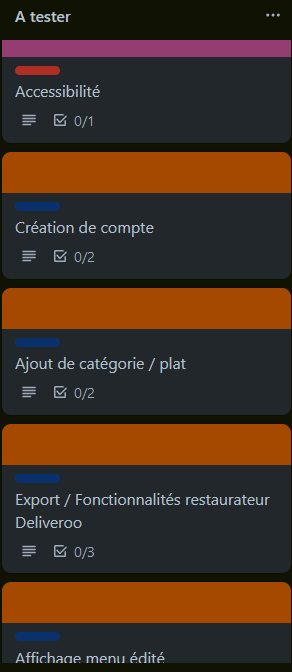 A tester
Accessibilité
0/1
Création de compte
0/2
Ajout de catégorie / plat
0/2
Export / Fonctionnalités restaurateur
Deliveroo
0/3
Affichage menu édité